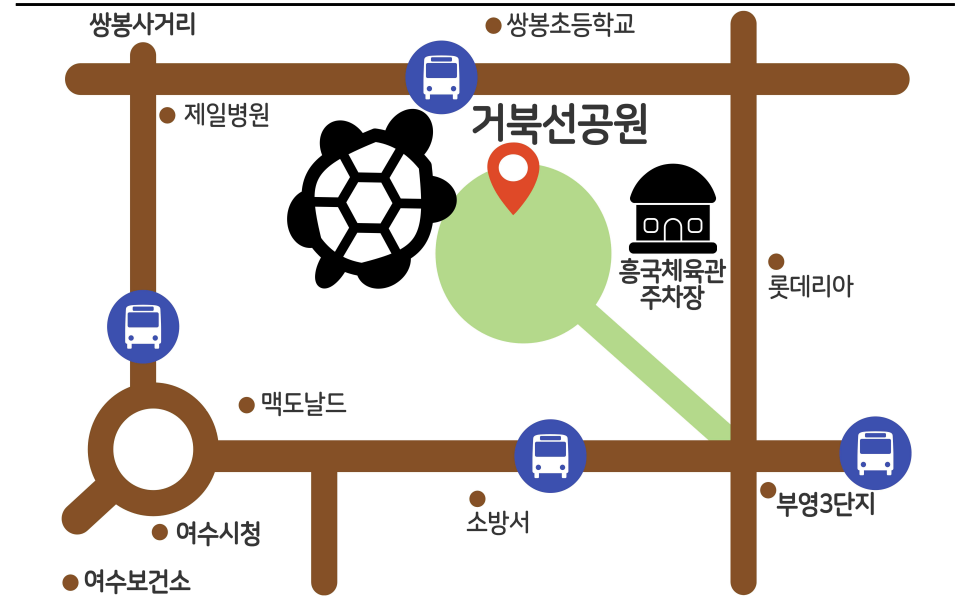 쌍봉사거리
쌍봉초등학교
제일병원
거북선공원
흥국체육관
주차장
롯데리아
맥도날드
소방서
부영3단지
여수시청
여수보건소